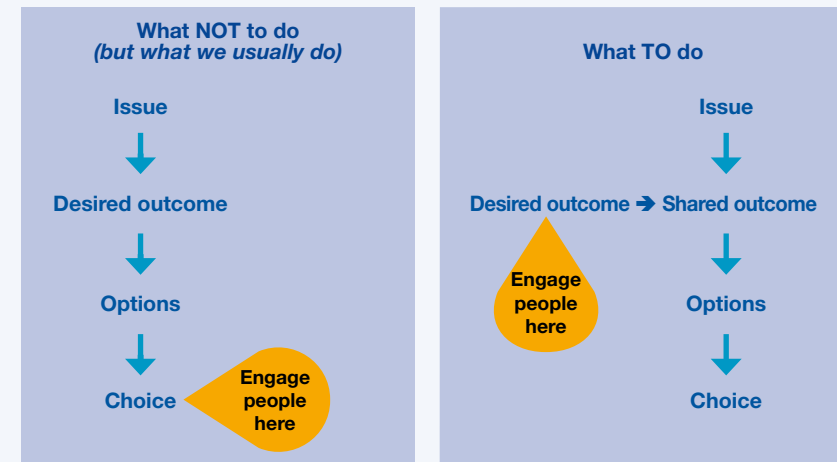 What NOT to do
(but what we usually do)
Issue
Desired outcome
Options
Choice
Engage
people
here
What TO do
Issue
Desired outcome ➔ Shared outcome
Engage
people
here
Options
Choice